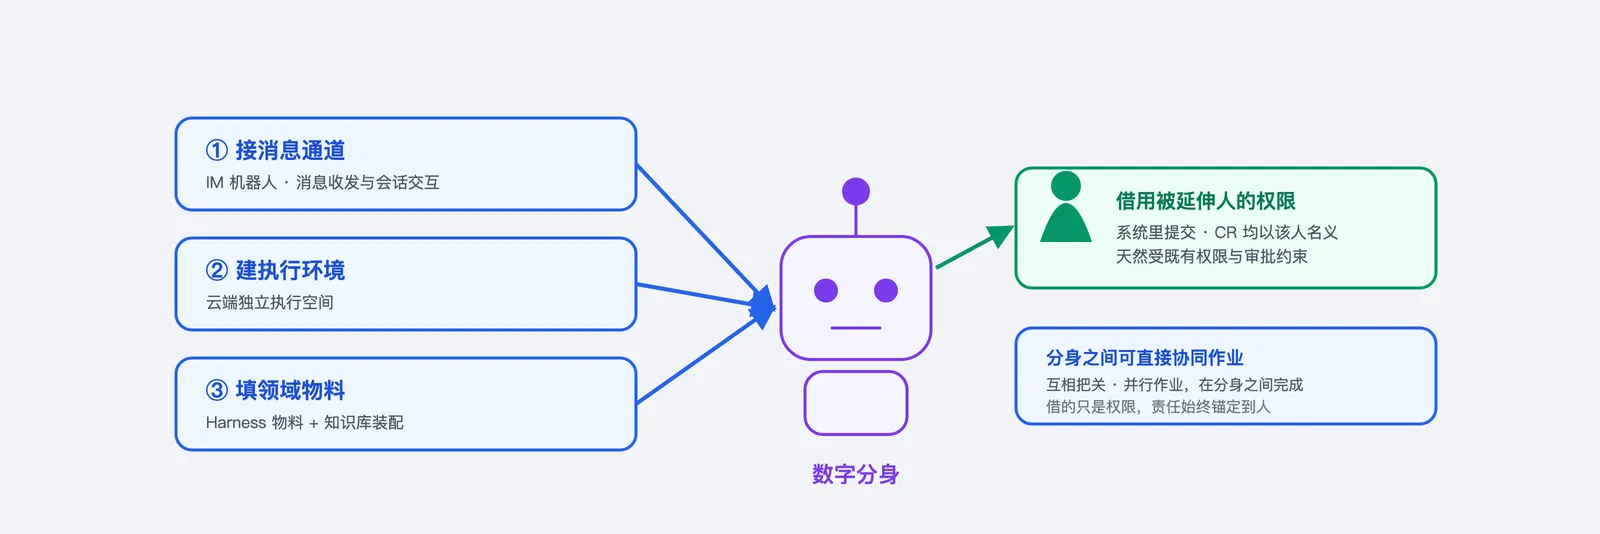 ① 接消息通道
IM 机器人 · 消息收发与会话交互
② 建执行环境
云端独立执行空间
③ 填领域物料
Harness 物料 + 知识库装配
数字分身
借用被延伸人的权限
系统里提交 · CR 均以该人名义
天然受既有权限与审批约束
分身之间可直接协同作业
互相把关 · 并行作业，在分身之间完成
借的只是权限，责任始终锚定到人